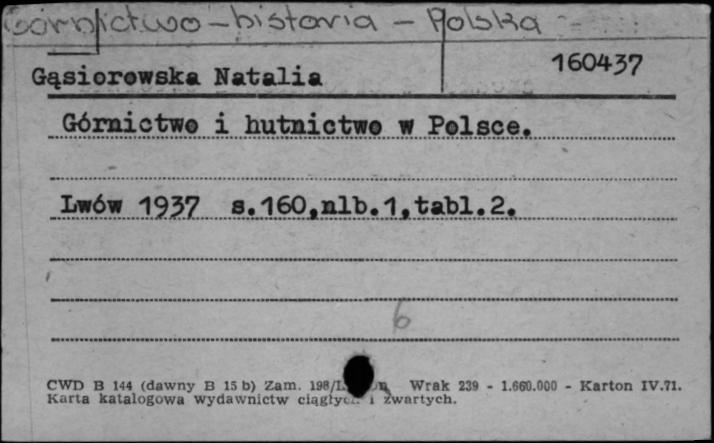 Górnictwo - historia - Polska
Gąsiorowska Natalia 160437
Górnictwo i hutnictwo w Polsce.
Lwów 1937 s.160,nlb.1,tabl.2.
6
CWD B 144 (dawny B 15 b) Zam. Wrak 239 - 1.660.000 - Karton IV.71.
Karta katalogowa wydawnictw i zwartych.